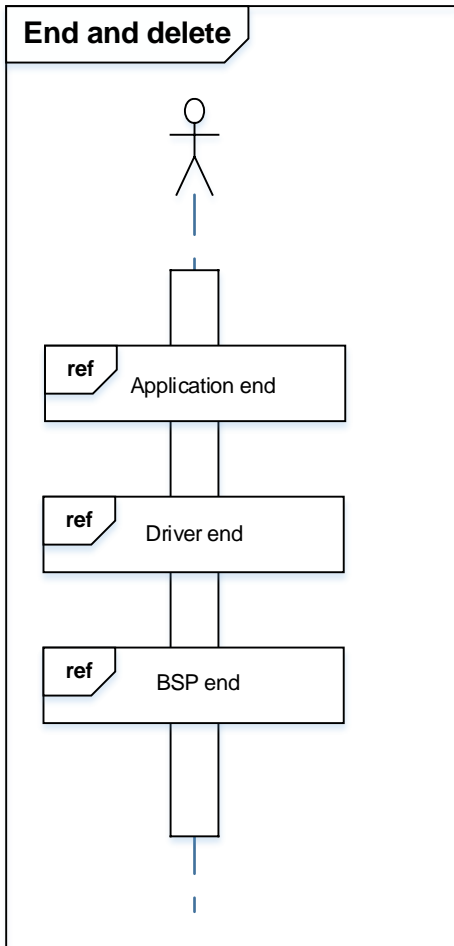 End and delete
ref
Application end
ref
Driver end
ref
BSP end